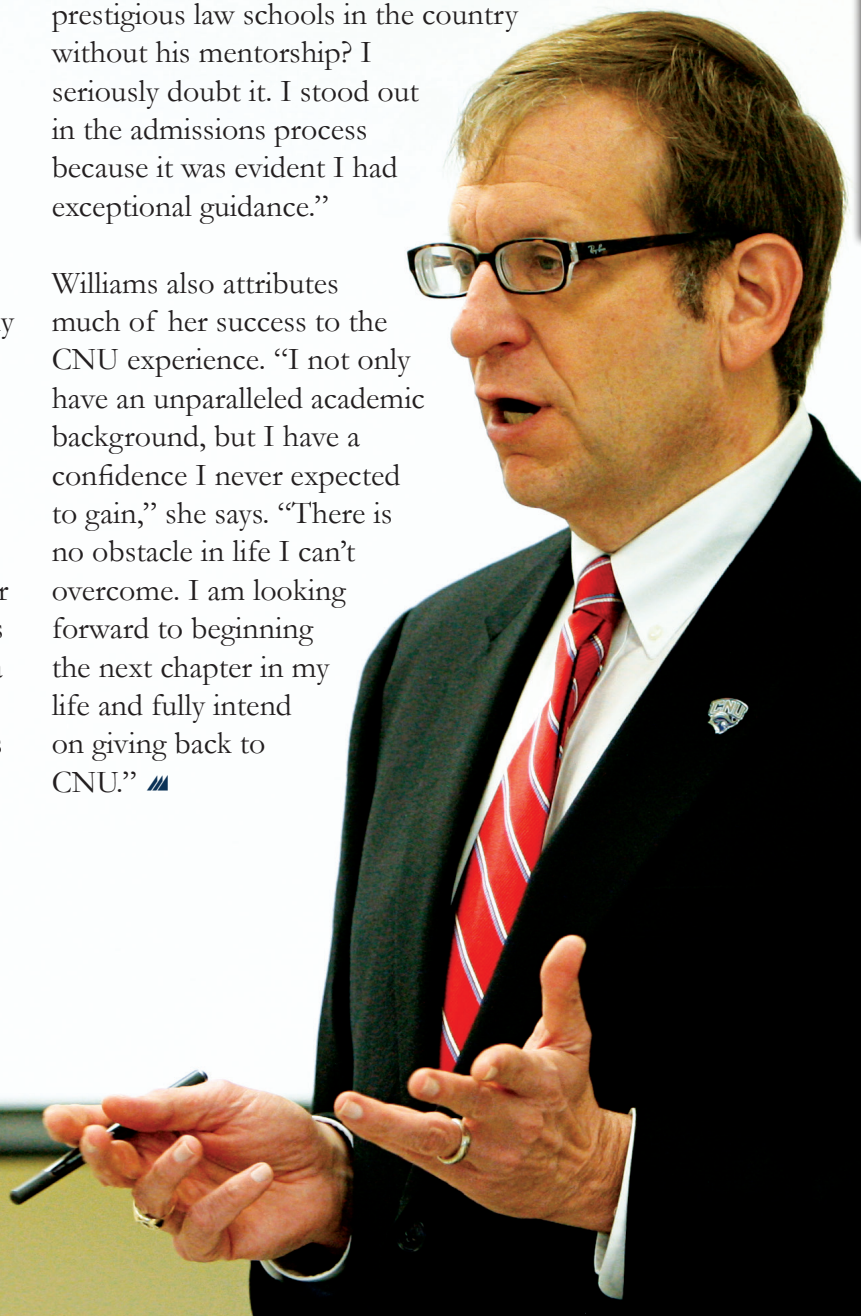 prestigious law schools in the country
without his mentorship? I
seriously doubt it. I stood out
in the admissions process
because it was evident I had
exceptional guidance.”
Williams also attributes
much of her success to the
CNU experience. “I not only
have an unparalleled academic
background, but I have a
confidence I never expected
to gain,” she says. “There is
no obstacle in life I can’t
overcome. I am looking
forward to beginning
the next chapter in my
life and fully intend
on giving back to
CNU.”
Ray-Ban
CNU